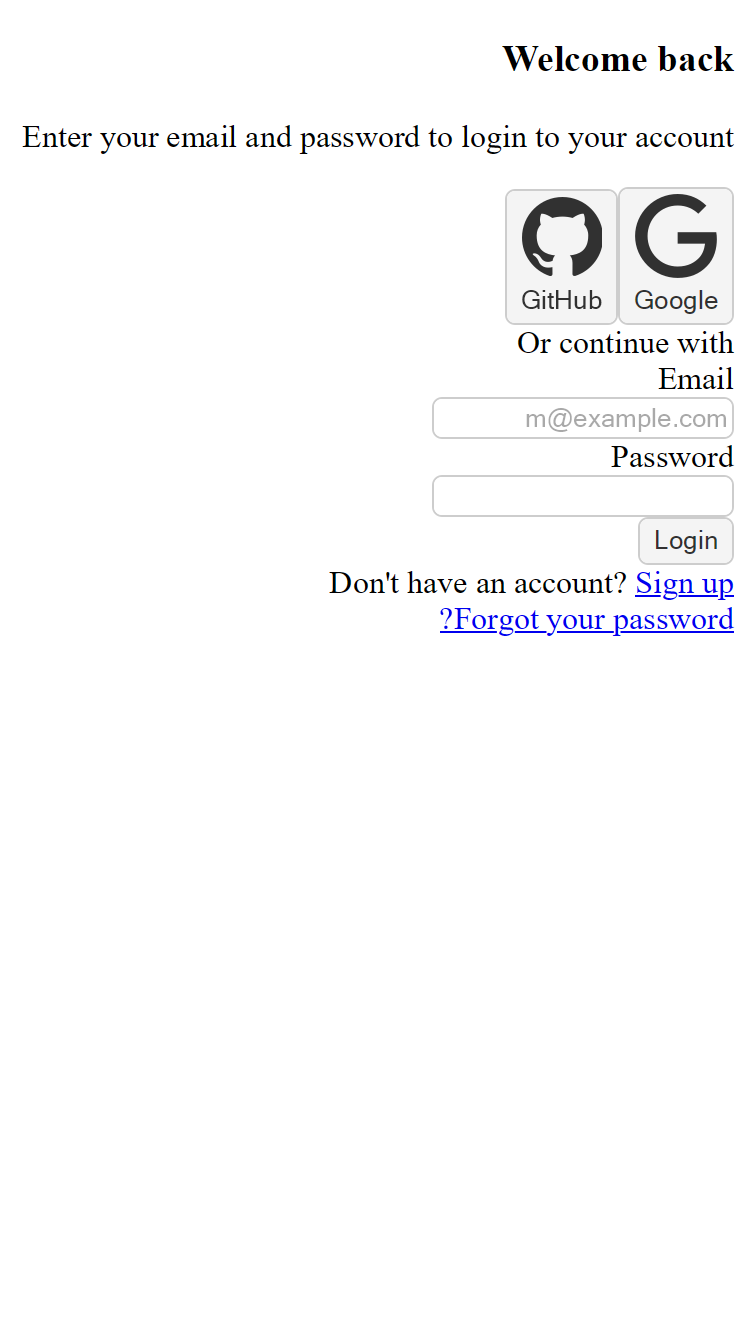 Welcome back
Enter your email and password to login to your account
GitHub Google
Or continue with
Email
m@example.com
Password
Login
Don't have an account? Sign up
?Forgot your password